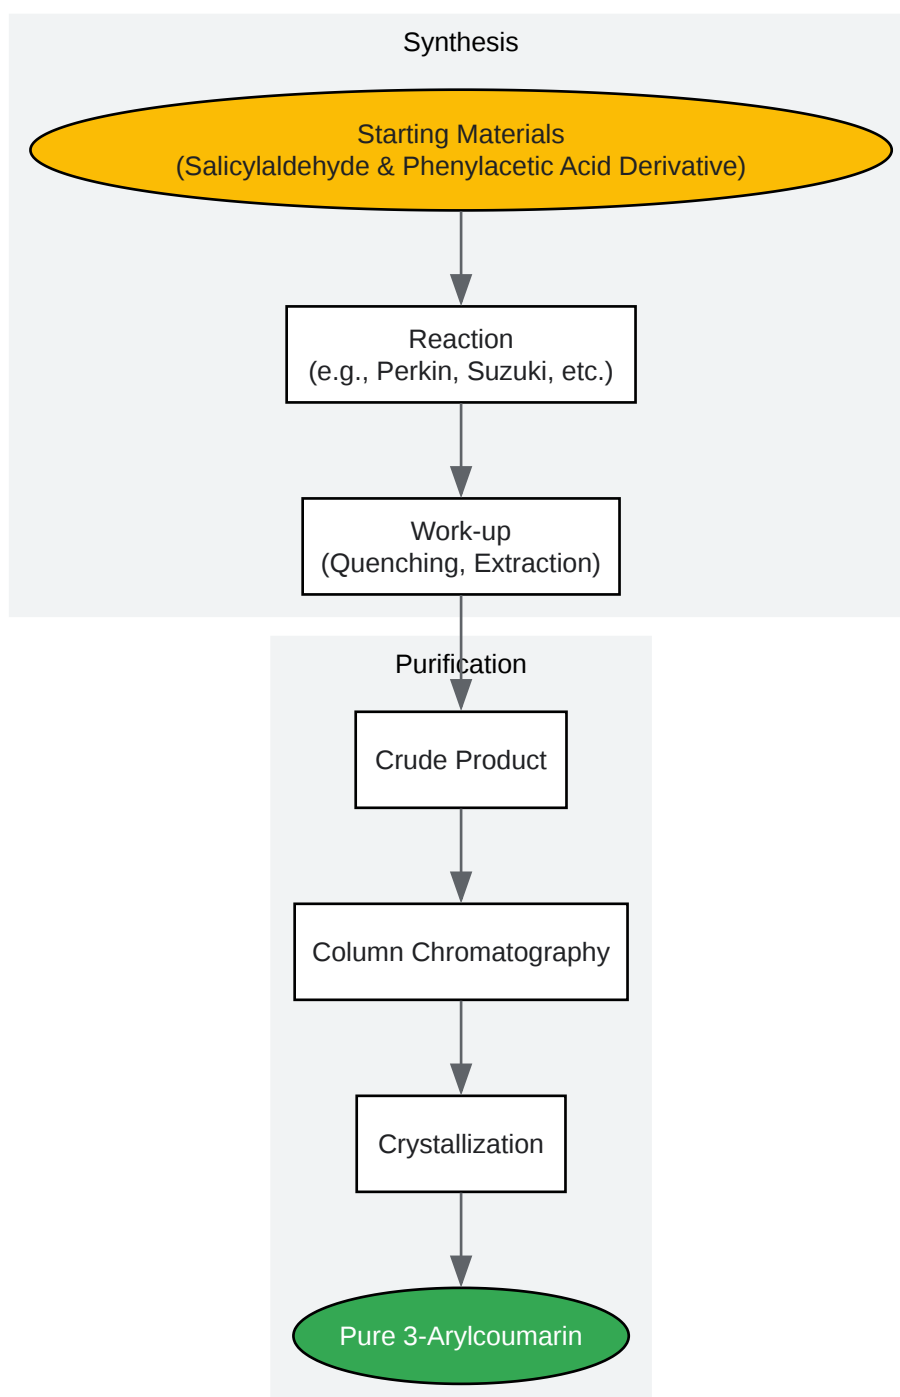 Synthesis
Starting Materials
(Salicylaldehyde & Phenylacetic Acid Derivative)
Reaction
(e.g., Perkin, Suzuki, etc.)
Work-up
(Quenching, Extraction)
Purification
Crude Product
Column Chromatography
Crystallization
Pure 3-Arylcoumarin